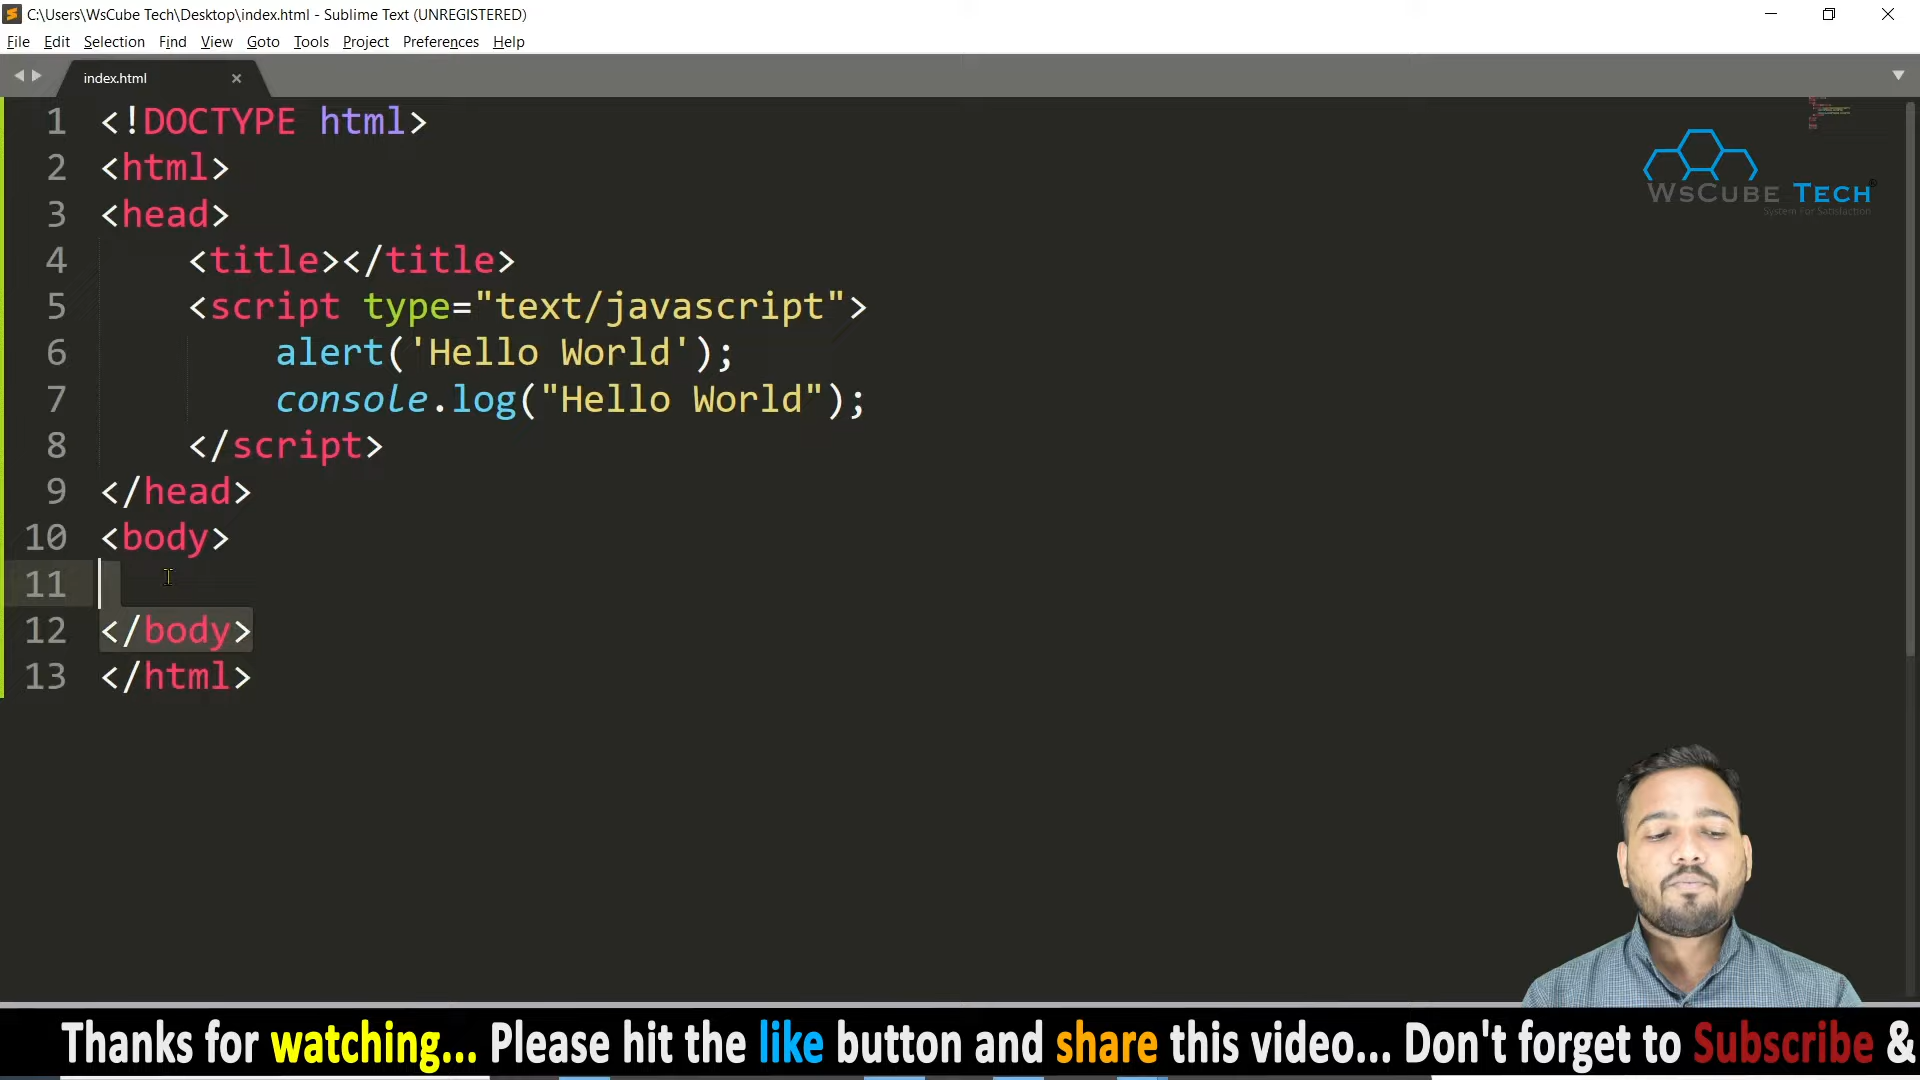 C:\Users\WsCube Tech\Desktop\index.html - Sublime Text (UNREGISTERED)
File Edit Selection Find View Goto Tools Project Preferences Help
index.html
1 <!DOCTYPE html>
2 <html>
3 <head>
4 <title></title>
5 <script type="text/javascript">
6 alert('Hello World');
7 console.log("Hello World");
8 </script>
9 </head>
10 <body>
11
12 </body>
13 </html>
WsCube Tech
System For Satisfaction
Thanks for watching... Please hit the like button and share this video... Don't forget to Subscribe &